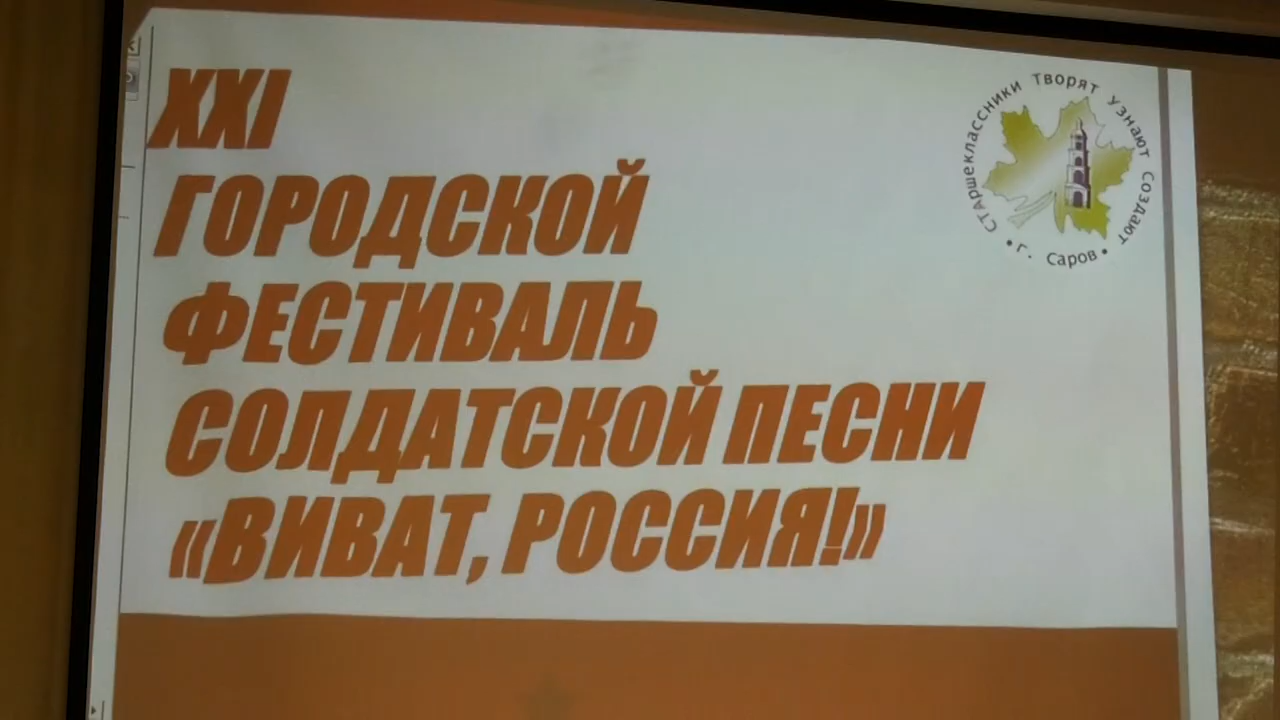 XXI
ГОРОДСКОЙ
ФЕСТИВАЛЬ
СОЛДАТСКОЙ ПЕСНИ
«ВИВАТ, РОССИЯ!»
Старшеклассники Творят Узнают Создают
• г. Саров •